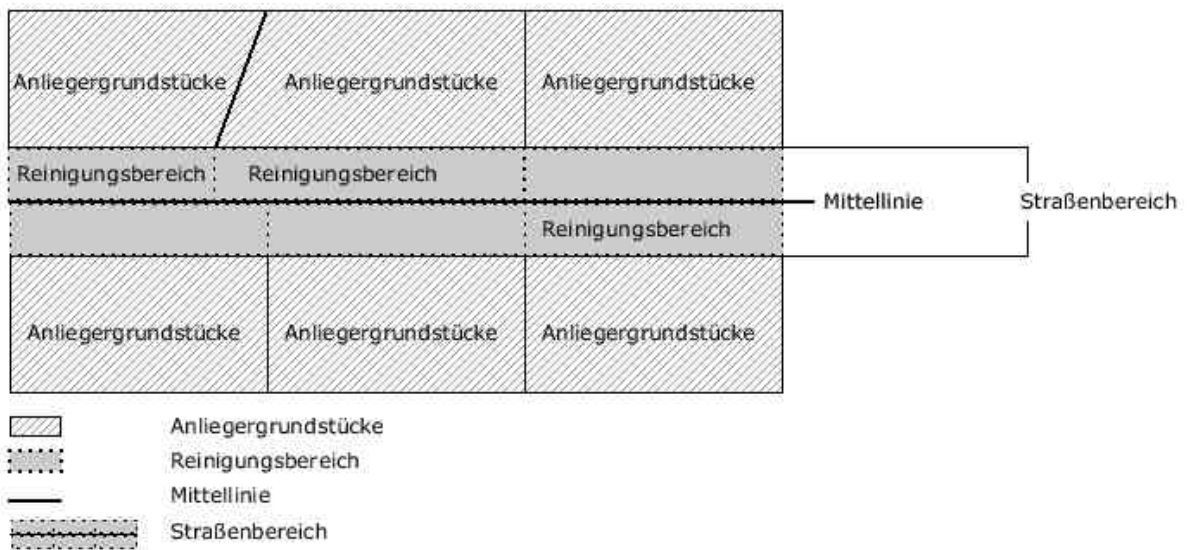 Anliegergrundstücke Anliegergrundstücke Anliegergrundstücke
Reinigungsbereich Reinigungsbereich
Mittellinie Straßenbereich
Reinigungsbereich
Anliegergrundstücke Anliegergrundstücke Anliegergrundstücke
Anliegergrundstücke
Reinigungsbereich
Mittellinie
Straßenbereich